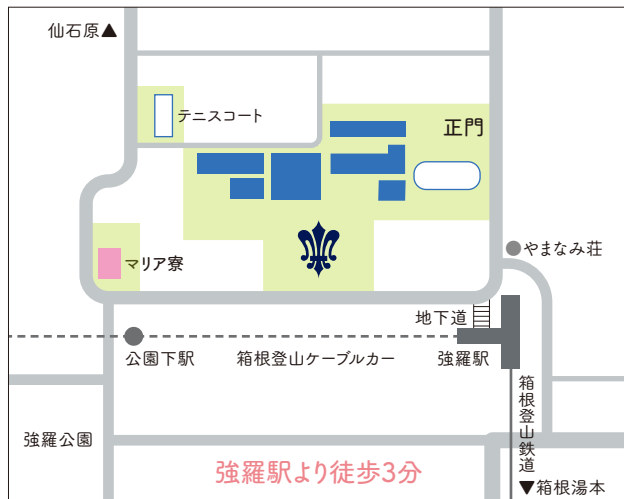 仙石原▲
テニスコート
正門
マリア寮
やまなみ荘
地下道
公園下駅
箱根登山ケーブルカー
強羅駅
箱根登山鉄道
強羅公園
強羅駅より徒歩3分
▼箱根湯本